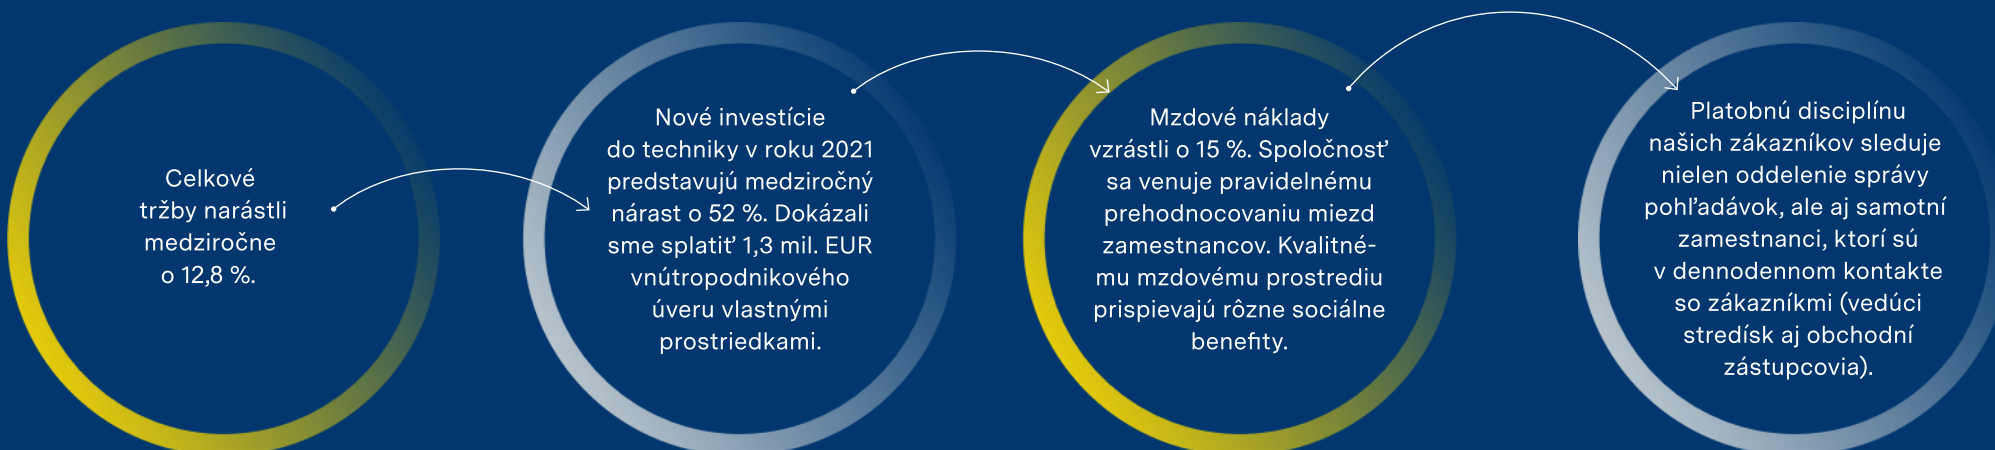 Celkové
tržby narástli
medziročne
o 12,8 %.
Nové investície
do techniky v roku 2021
predstavujú medziročný
nárast o 52 %. Dokázali
sme splatiť 1,3 mil. EUR
vnútropodnikového
úveru vlastnými
prostriedkami.
Mzdové náklady
vzrástli o 15 %. Spoločnosť
sa venuje pravidelnému
prehodnocovaniu miezd
zamestnancov. Kvalitné-
mu mzdovému prostrediu
prispievajú rôzne sociálne
benefity.
Platobnú disciplínu
našich zákazníkov sleduje
nielen oddelenie správy
pohľadávok, ale aj samotní
zamestnanci, ktorí sú
v dennodennom kontakte
so zákazníkmi (vedúci
stredísk aj obchodní
zástupcovia).